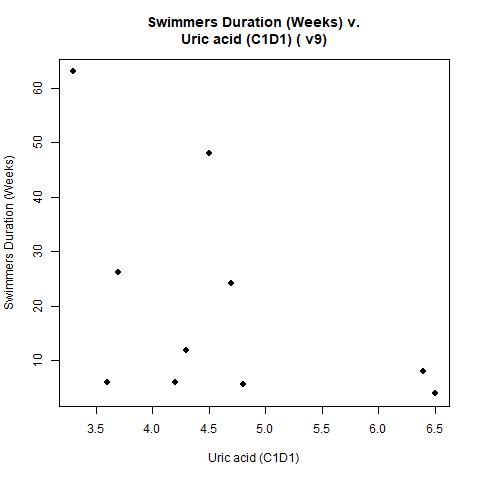 Swimmers Duration (Weeks) v.
Uric acid (C1D1) ( v9)
Swimmers Duration (Weeks)
60
50
40
30
20
10
3.5 4.0 4.5 5.0 5.5 6.0 6.5
Uric acid (C1D1)